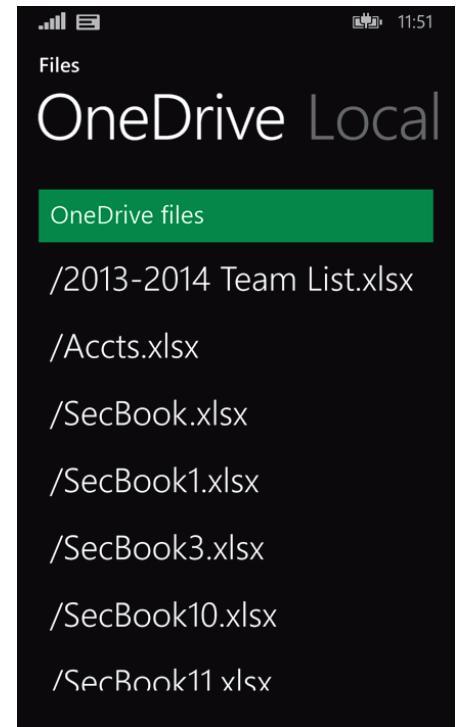 11:51
Files
OneDrive Local
OneDrive files
/2013-2014 Team List.xlsx
/Accts.xlsx
/SecBook.xlsx
/SecBook1.xlsx
/SecBook3.xlsx
/SecBook10.xlsx
/SecBook11.xlsx